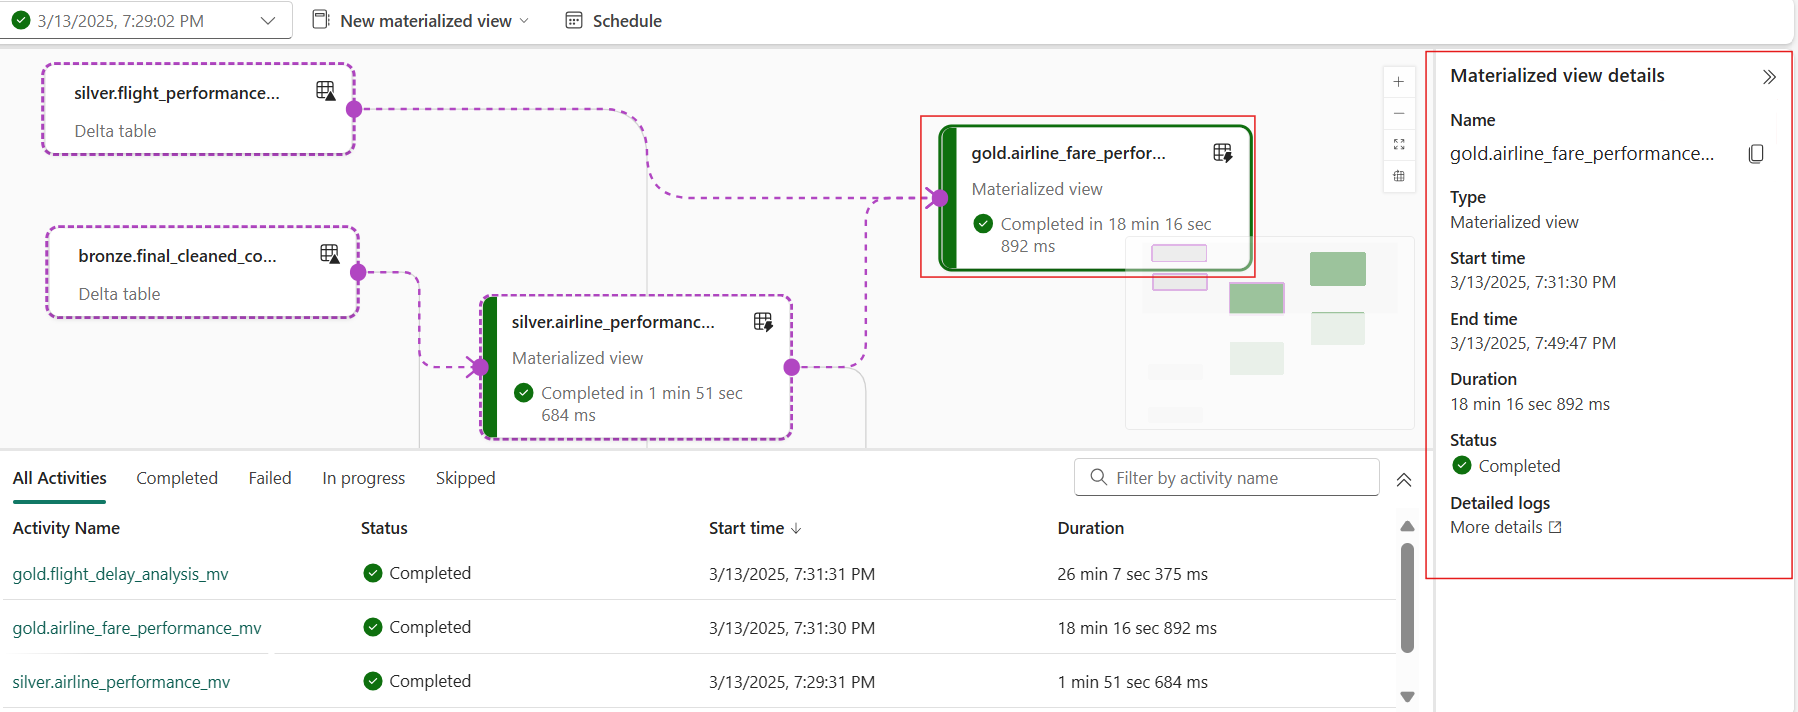 3/13/2025, 7:29:02 PM
New materialized view
Schedule
silver.flight_performance...
Delta table
bronze.final_cleaned_co...
Delta table
silver.airline_performanc...
Materialized view
Completed in 1 min 51 sec
684 ms
gold.airline_fare_perfor...
Materialized view
Completed in 18 min 16 sec
892 ms
Materialized view details
Name
gold.airline_fare_performance...
Type
Materialized view
Start time
3/13/2025, 7:31:30 PM
End time
3/13/2025, 7:49:47 PM
Duration
18 min 16 sec 892 ms
Status
Completed
Detailed logs
More details
All Activities Completed Failed In progress Skipped
Filter by activity name
Activity Name Status Start time Duration
gold.flight_delay_analysis_mv Completed 3/13/2025, 7:31:31 PM 26 min 7 sec 375 ms
gold.airline_fare_performance_mv Completed 3/13/2025, 7:31:30 PM 18 min 16 sec 892 ms
silver.airline_performance_mv Completed 3/13/2025, 7:29:31 PM 1 min 51 sec 684 ms